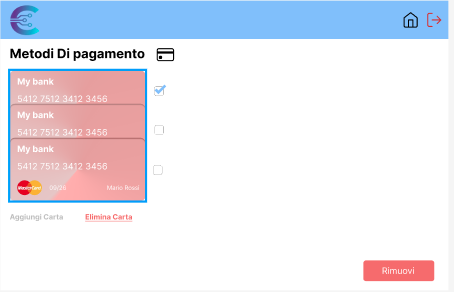 Metodi Di pagamento
My bank
5412 7512 3412 3456
My bank
5412 7512 3412 3456
My bank
5412 7512 3412 3456
MasterCard 09/25 Mario Rossi
Aggiungi Carta Elimina Carta
Rimuovi